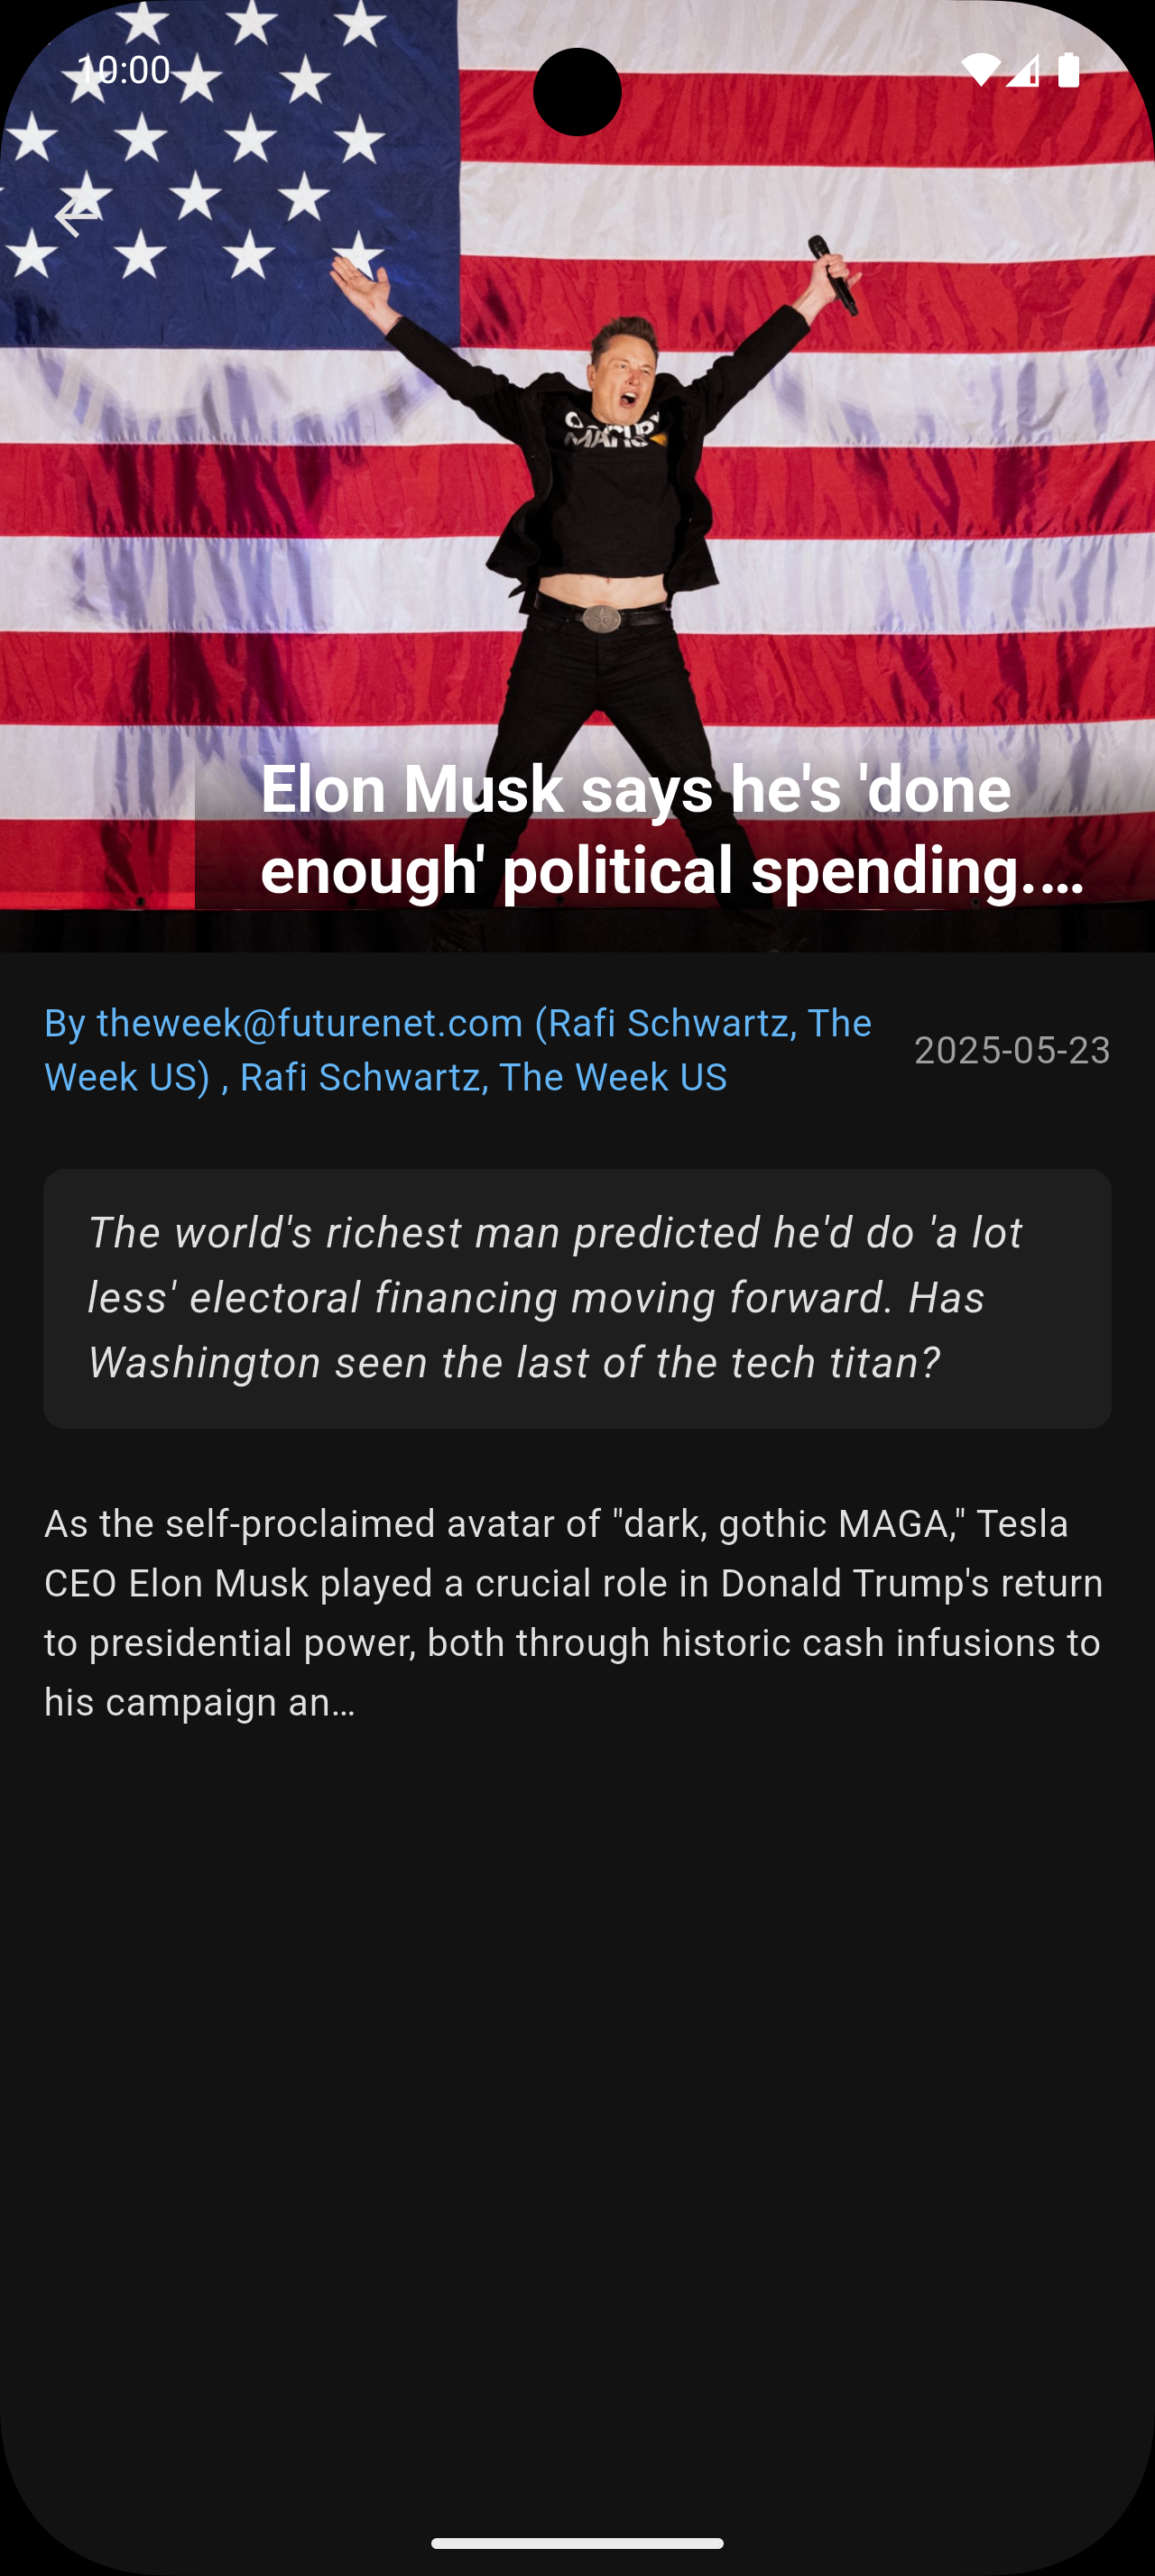 10:00
OCCUPY
MARS
Elon Musk says he's 'done
enough' political spending.…
By theweek@futurenet.com (Rafi Schwartz, The
Week US) , Rafi Schwartz, The Week US
2025-05-23
The world's richest man predicted he'd do 'a lot
less' electoral financing moving forward. Has
Washington seen the last of the tech titan?
As the self-proclaimed avatar of "dark, gothic MAGA," Tesla
CEO Elon Musk played a crucial role in Donald Trump's return
to presidential power, both through historic cash infusions to
his campaign an…